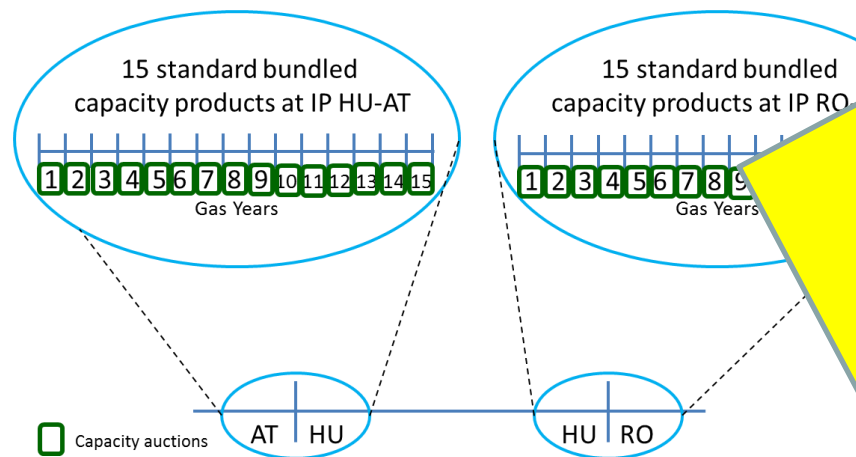 15 standard bundled
capacity products at IP HU-AT
1 2 3 4 5 6 7 8 9 10 11 12 13 14 15
Gas Years
15 standard bundled
capacity products at IP RO-
1 2 3 4 5 6 7 8 9
Gas Years
AT HU
HU RO
Capacity auctions